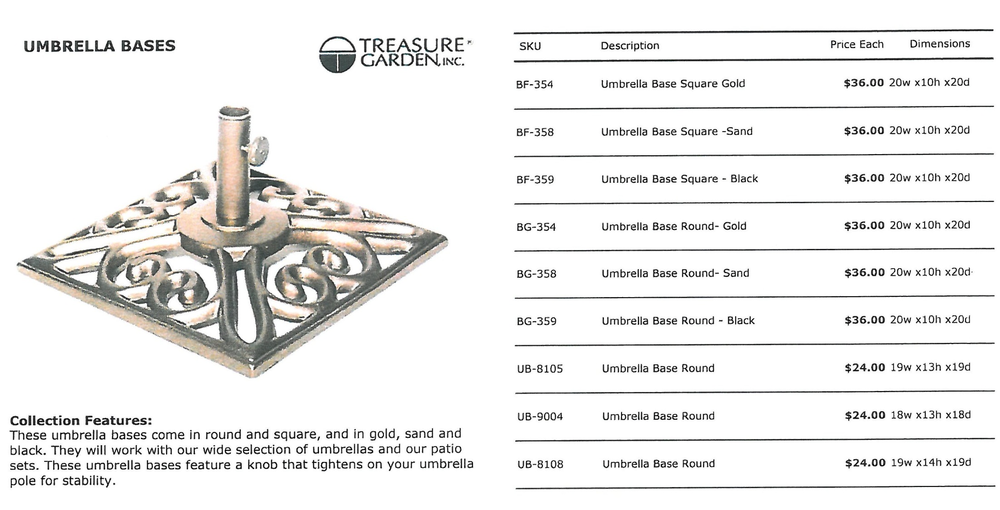 UMBRELLA BASES
TREASURE
GARDEN, INC.
Collection Features:
These umbrella bases come in round and square, and in gold, sand and
black. They will work with our wide selection of umbrellas and our patio
sets. These umbrella bases feature a knob that tightens on your umbrella
pole for stability.
SKU Description Price Each Dimensions
BF-354 Umbrella Base Square Gold $36.00 20w x10h x20d
BF-358 Umbrella Base Square -Sand $36.00 20w x10h x20d
BF-359 Umbrella Base Square - Black $36.00 20w x10h x20d
BG-354 Umbrella Base Round- Gold $36.00 20w x10h x20d
BG-358 Umbrella Base Round- Sand $36.00 20w x10h x20d
BG-359 Umbrella Base Round - Black $36.00 20w x10h x20d
UB-8105 Umbrella Base Round $24.00 19w x13h x19d
UB-9004 Umbrella Base Round $24.00 18w x13h x18d
UB-8108 Umbrella Base Round $24.00 19w x14h x19d